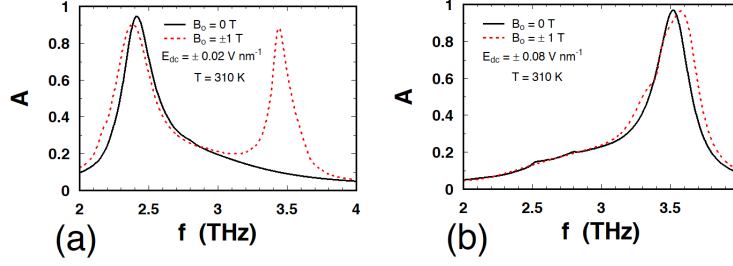 1
0.8
0.6
0.4
0.2
0
A
B₀ = 0 T
B₀ = ±1 T
E_dc = ± 0.02 V nm⁻¹
T = 310 K
2 2.5 3 3.5 4
f (THz)
(a)
1
0.8
0.6
0.4
0.2
0
A
B₀ = 0 T
B₀ = ±1 T
E_dc = ± 0.08 V nm⁻¹
T = 310 K
2 2.5 3 3.5
f (THz)
(b)